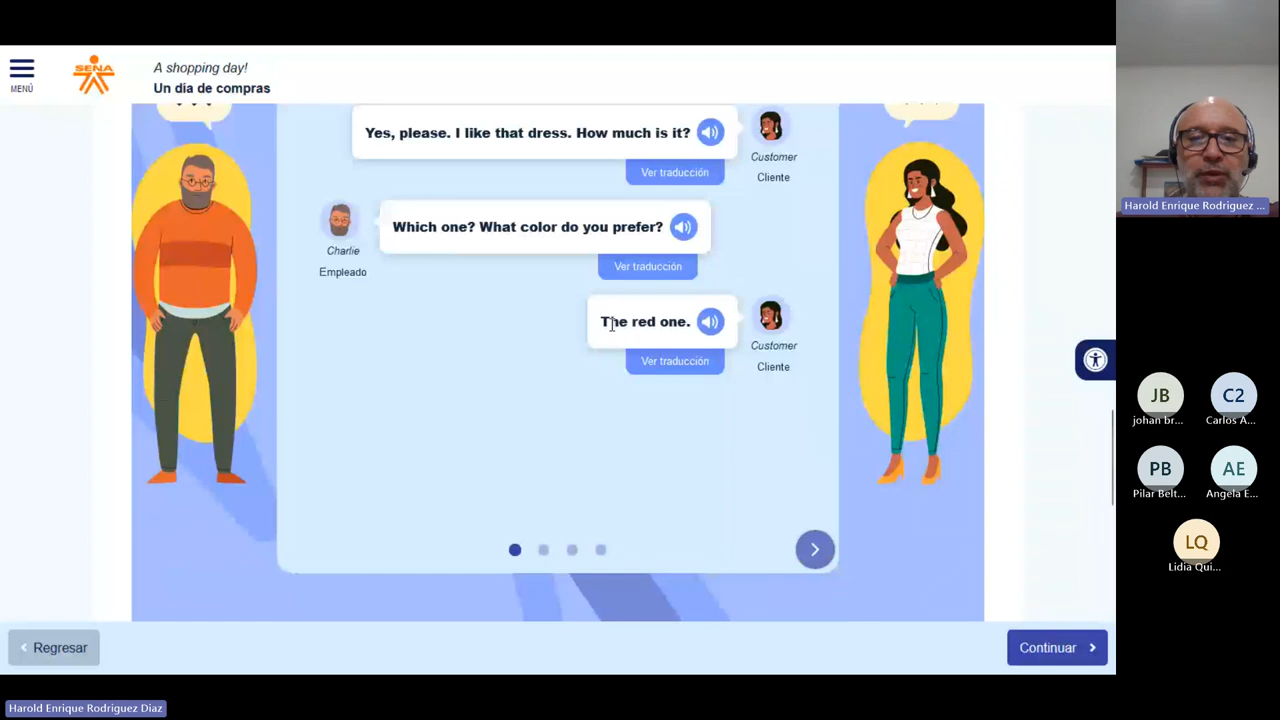 MENÚ
SENA
A shopping day!
Un dia de compras
Yes, please. I like that dress. How much is it?
Ver traducción
Customer
Cliente
Which one? What color do you prefer?
Ver traducción
Charlie
Empleado
The red one.
Ver traducción
Customer
Cliente
Regresar
Continuar
Harold Enrique Rodriguez ...
JB
johan br...
C2
Carlos A...
PB
Pilar Belt...
AE
Angela E...
LQ
Lidia Qui...
Harold Enrique Rodriguez Diaz